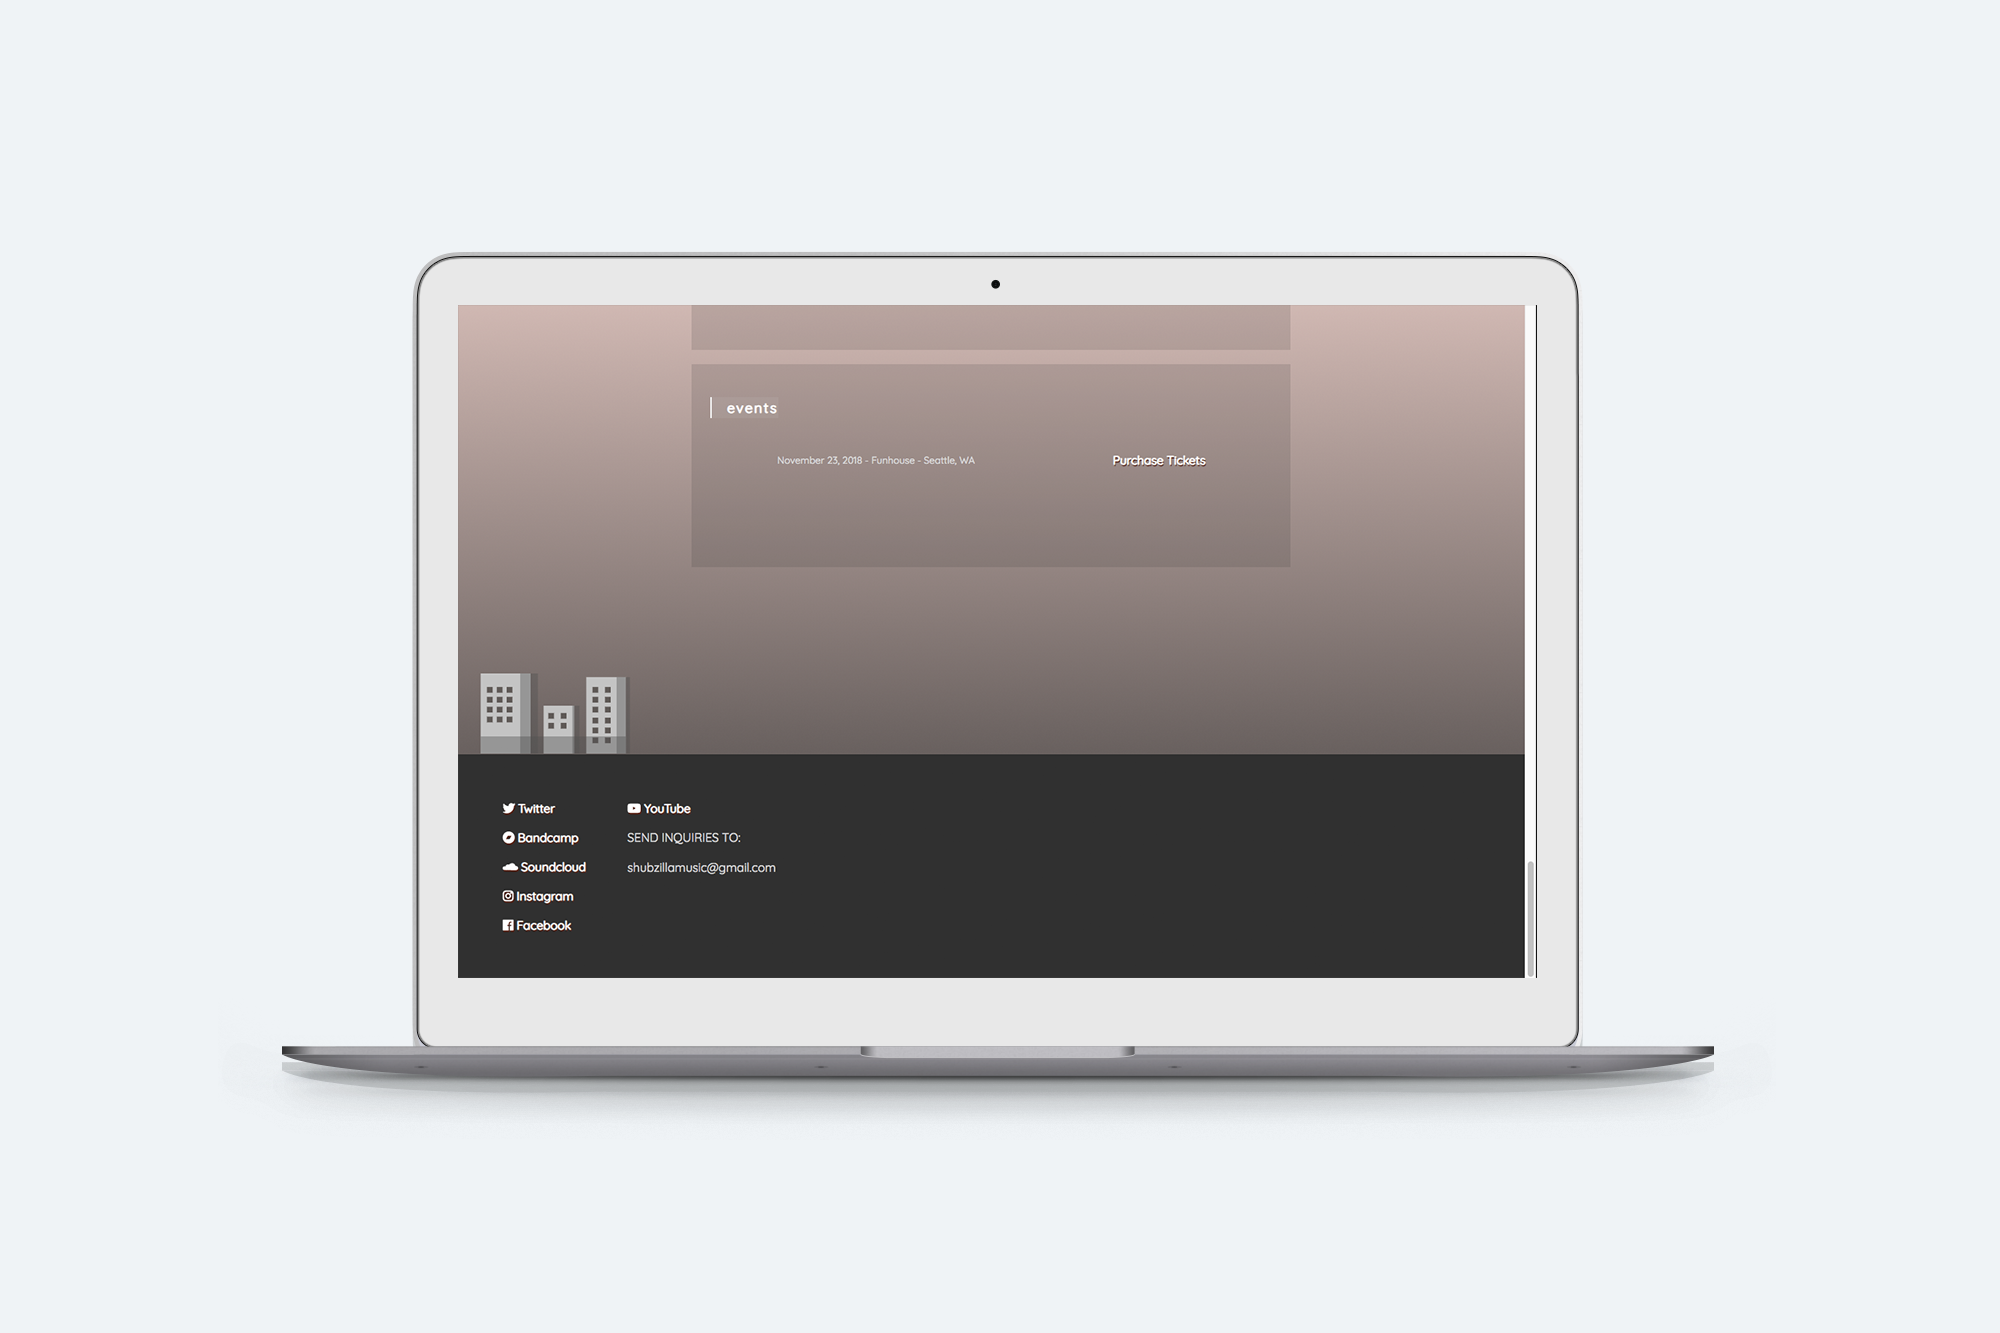 events
November 23, 2018 - Funhouse - Seattle, WA
Purchase Tickets
Twitter
Bandcamp
Soundcloud
Instagram
Facebook
YouTube
SEND INQUIRIES TO:
shubzillamusic@gmail.com